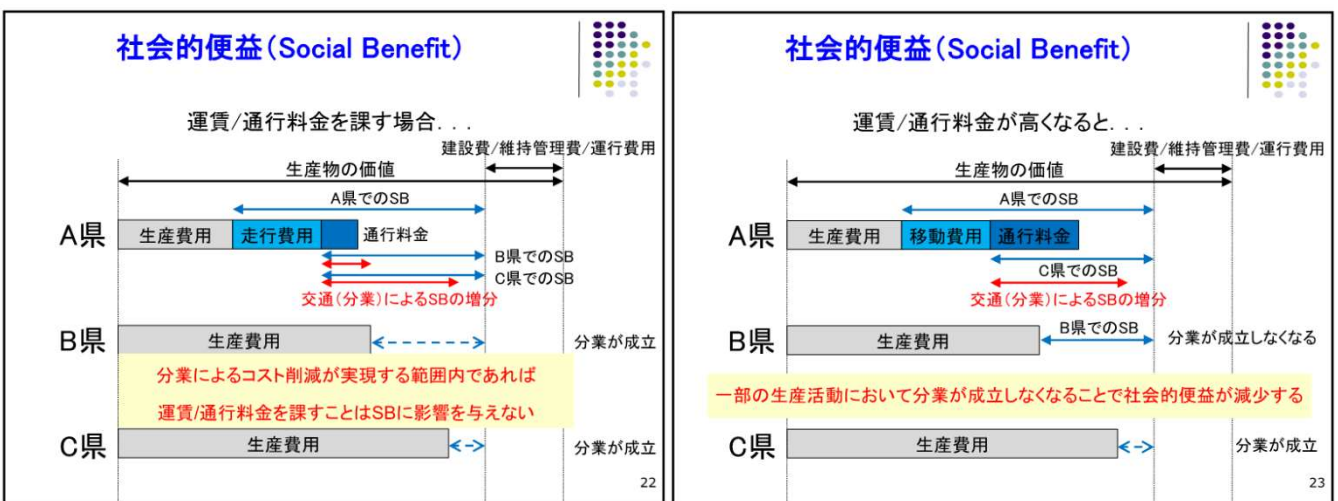 社会的便益（Social Benefit）
運賃/通行料金を課す場合．．．
建設費/維持管理費/運行費用
生産物の価値
A県でのSB
A県
生産費用
走行費用
通行料金
B県でのSB
C県でのSB
交通（分業）によるSBの増分
B県
生産費用
分業が成立
分業によるコスト削減が実現する範囲内であれば
運賃/通行料金を課すことはSBに影響を与えない
C県
生産費用
分業が成立
22
社会的便益（Social Benefit）
運賃/通行料金が高くなると．．．
建設費/維持管理費/運行費用
生産物の価値
A県でのSB
A県
生産費用
移動費用
通行料金
C県でのSB
交通（分業）によるSBの増分
B県
生産費用
B県でのSB
分業が成立しなくなる
一部の生産活動において分業が成立しなくなることで社会的便益が減少する
C県
生産費用
分業が成立
23